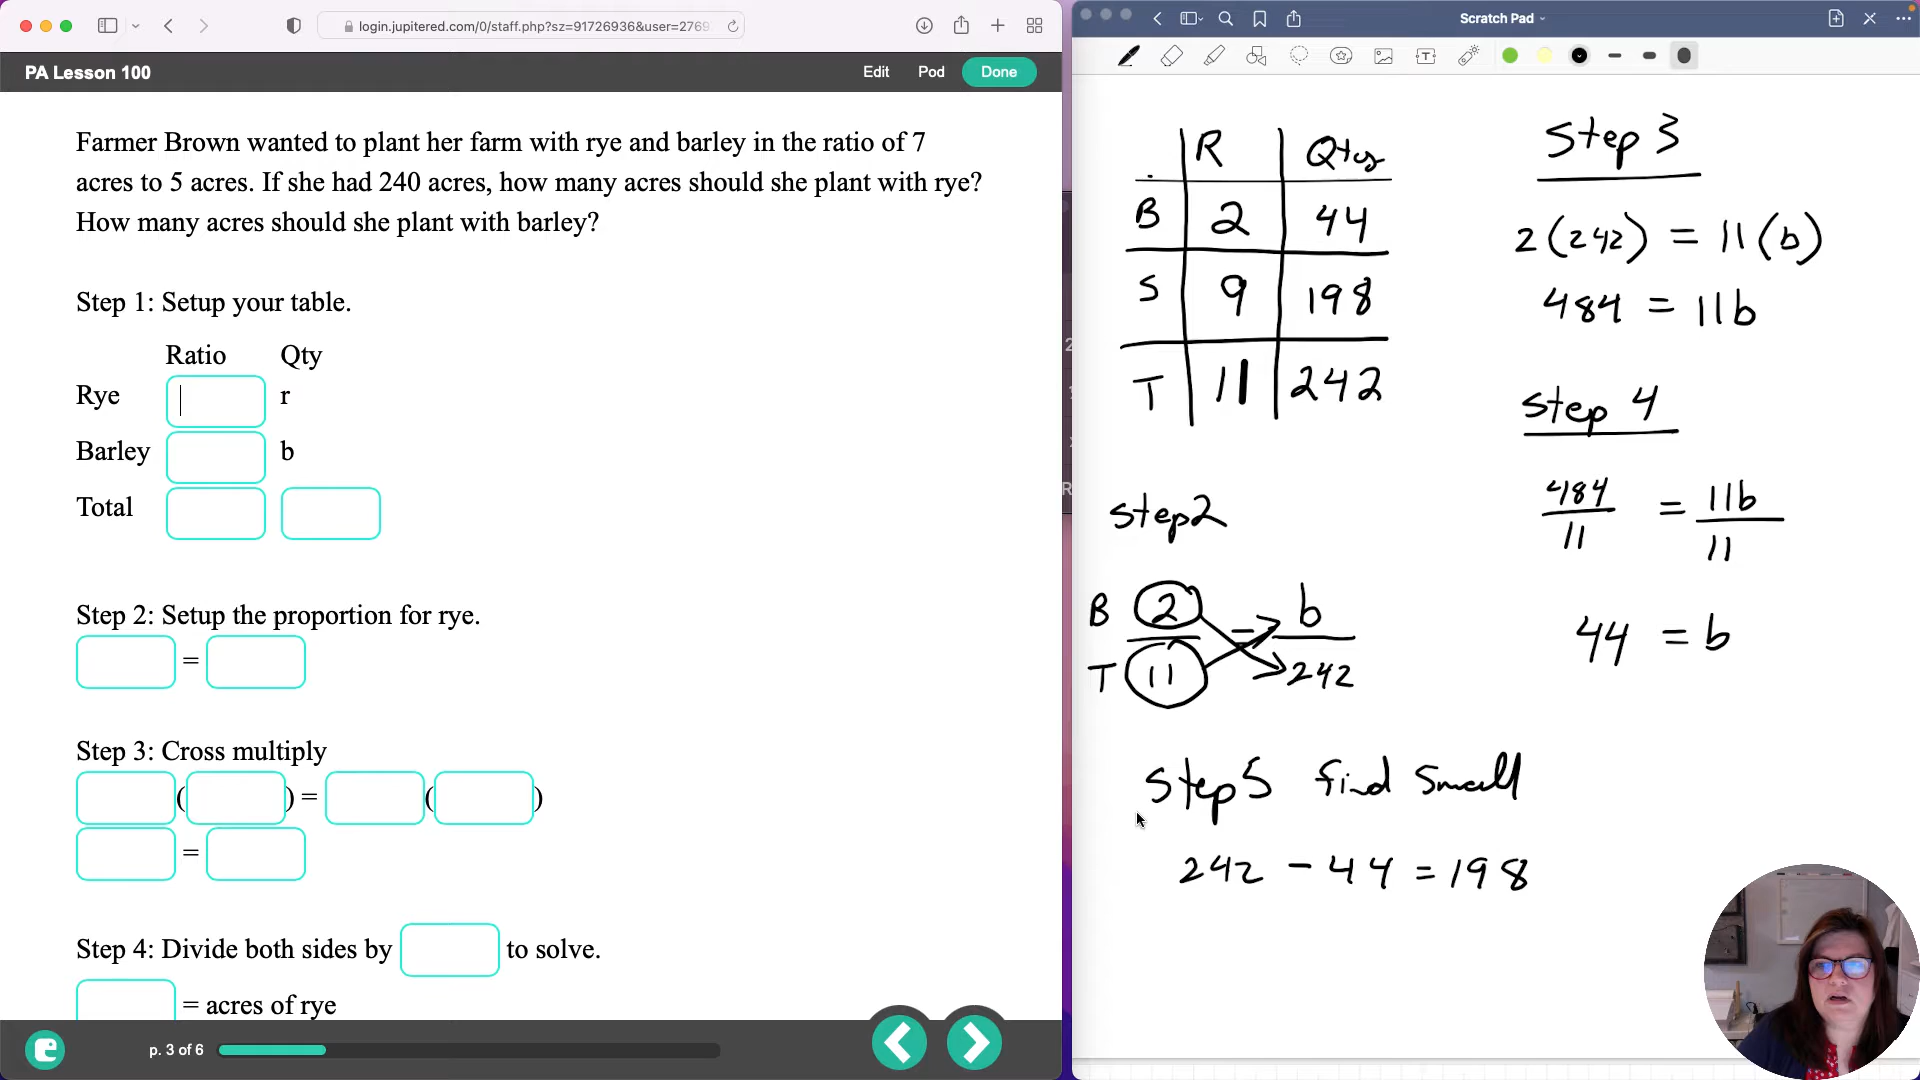 login.jupitered.com/0/staff.php?sz=91726936&user=2769
PA Lesson 100
Edit
Pod
Done
Farmer Brown wanted to plant her farm with rye and barley in the ratio of 7
acres to 5 acres. If she had 240 acres, how many acres should she plant with rye?
How many acres should she plant with barley?
Step 1: Setup your table.
Ratio Qty
Rye r
Barley b
Total
Step 2: Setup the proportion for rye.
=
Step 3: Cross multiply
( ) = ( )
=
Step 4: Divide both sides by to solve.
= acres of rye
p. 3 of 6
Scratch Pad
R Qty
B 2 44
S 9 198
T 11 242
step2
B 2 = b
T 11 242
Step 3
2(242) = 11(b)
484 = 11b
step 4
484 = 11b
11 11
44 = b
step5 find small
242 - 44 = 198